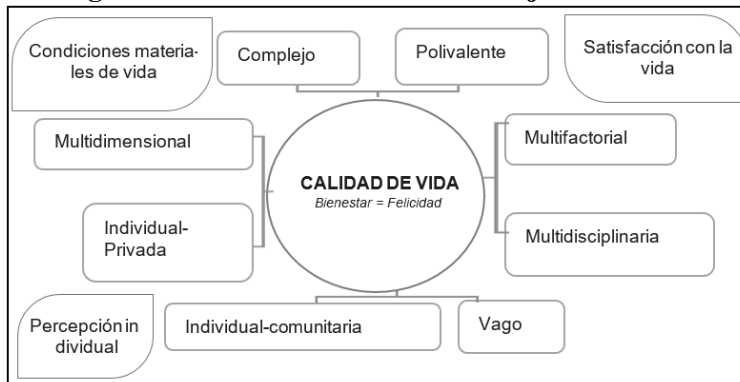 Condiciones materia-
les de vida
Complejo
Polivalente
Satisfacción con la
vida
Multidimensional
Multifactorial
CALIDAD DE VIDA
Bienestar = Felicidad
Individual-
Privada
Multidisciplinaria
Percepción in
dividual
Individual-comunitaria
Vago